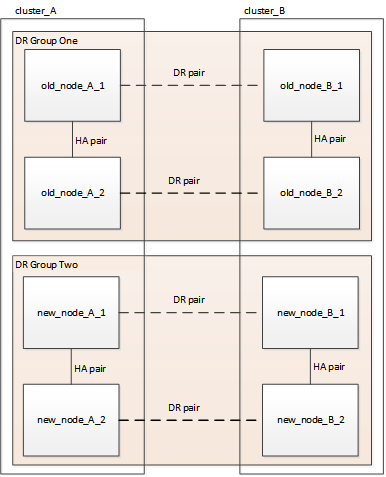 cluster_A
cluster_B
DR Group One
old_node_A_1
DR pair
old_node_B_1
HA pair
HA pair
old_node_A_2
DR pair
old_node_B_2
DR Group Two
new_node_A_1
DR pair
new_node_B_1
HA pair
HA pair
new_node_A_2
DR pair
new_node_B_2